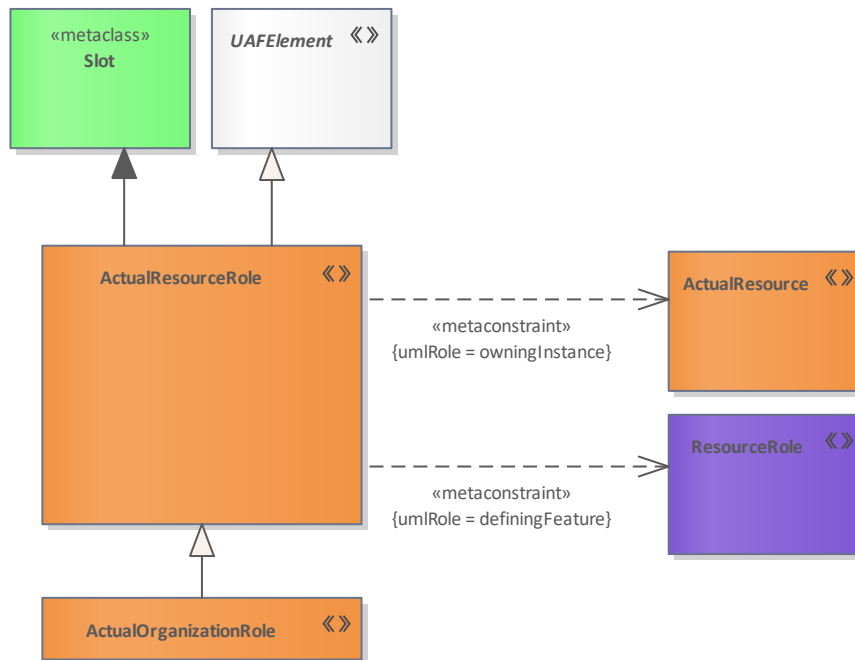 «metaclass»
Slot
UAFElement «»
ActualResourceRole «»
ActualResource «»
«metaconstraint»
{umlRole = owningInstance}
ResourceRole «»
«metaconstraint»
{umlRole = definingFeature}
ActualOrganizationRole «»